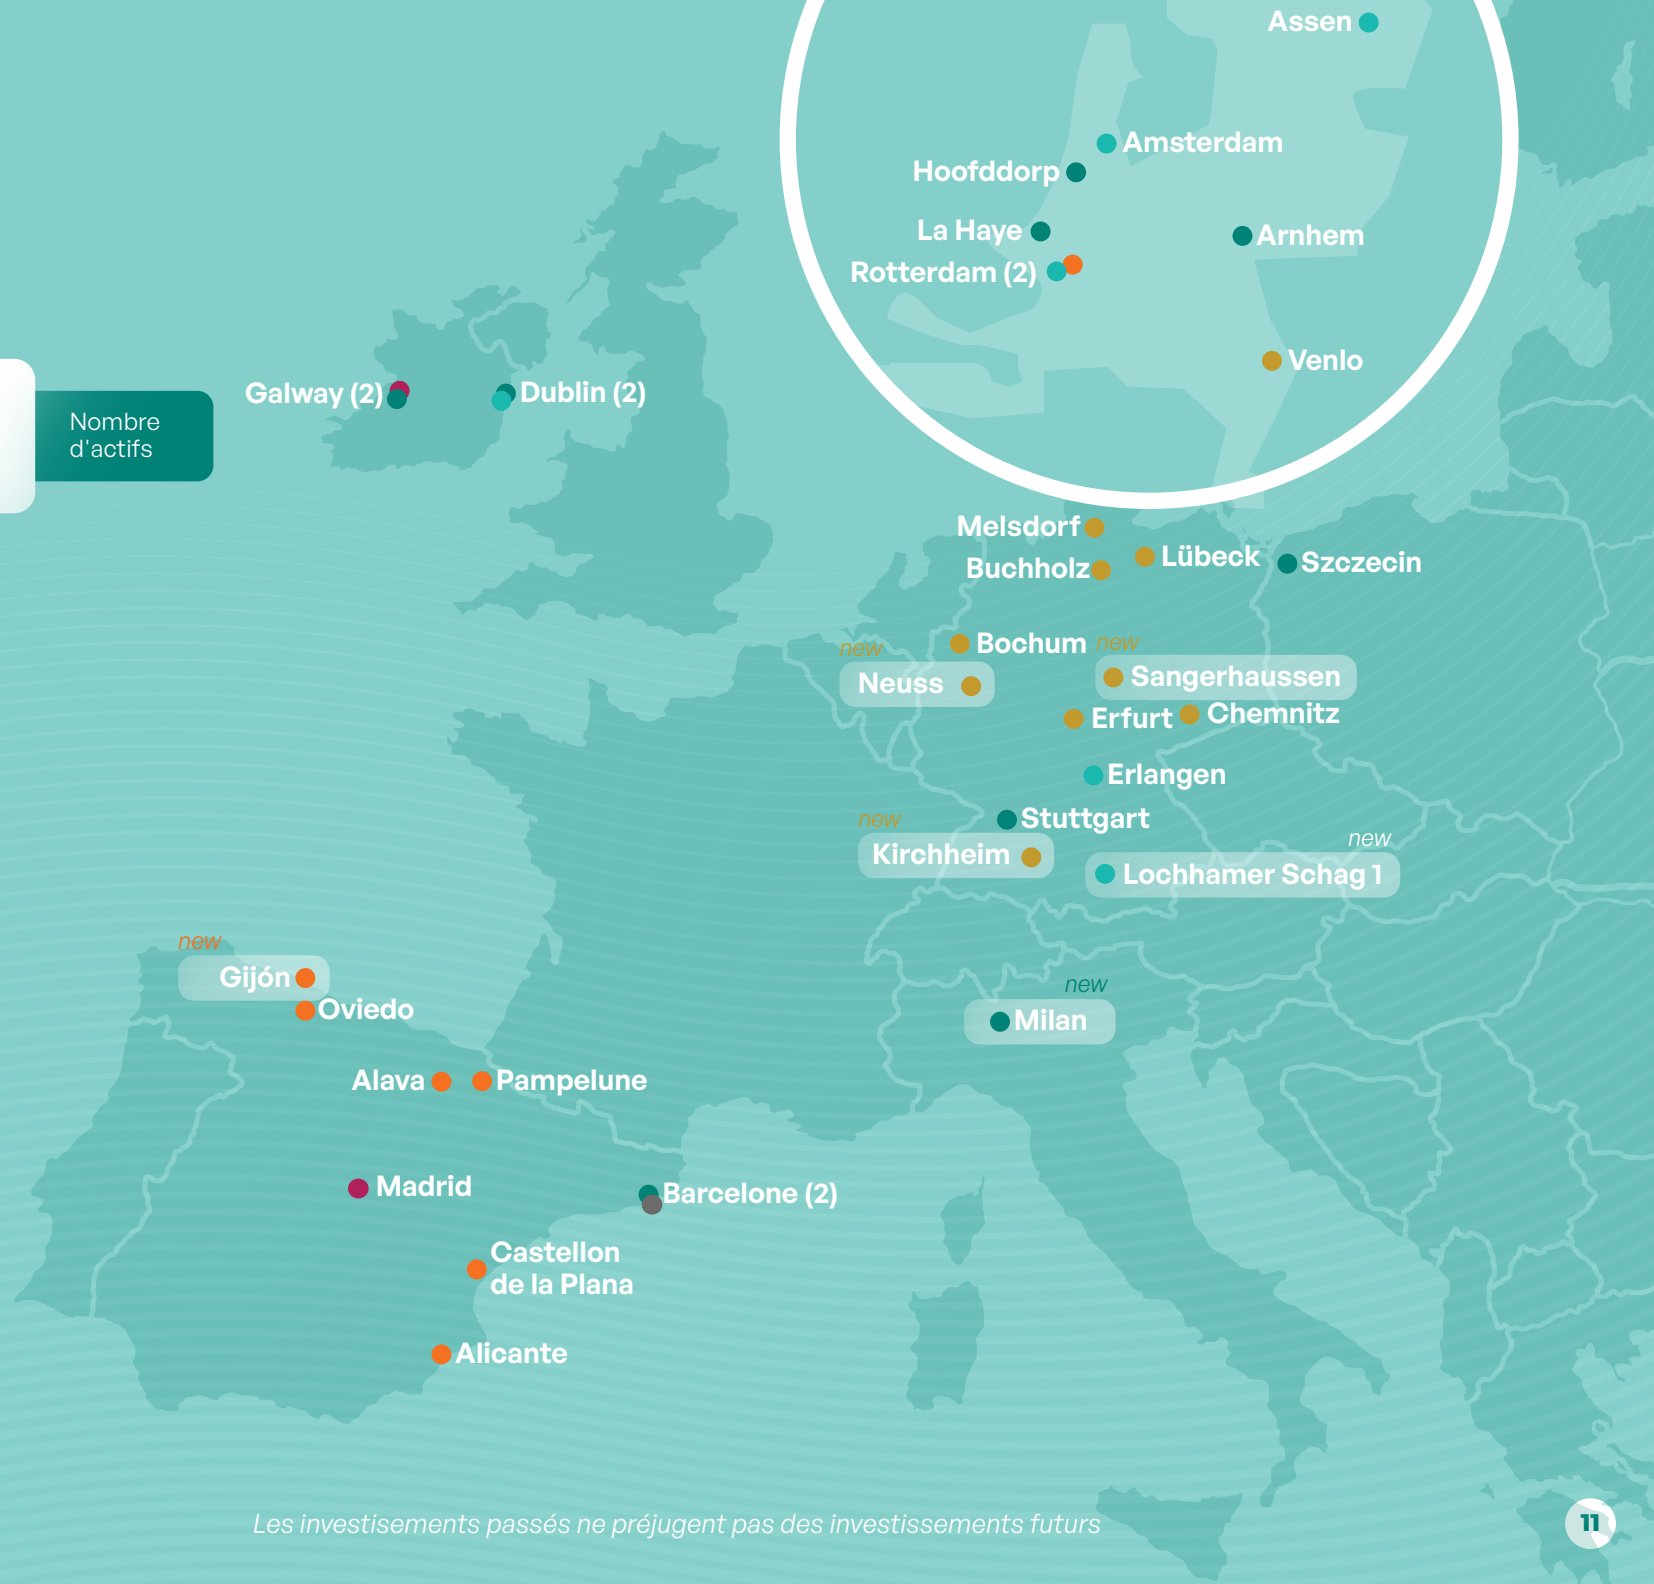 Assen
Amsterdam
Hoofddorp
La Haye
Arnhem
Rotterdam (2)
Venlo
Galway (2)
Dublin (2)
Nombre
d'actifs
Melsdorf
Lübeck
Buchholz
Szczecin
Bochum
new
new
Neuss
Sangerhaussen
Erfurt
Chemnitz
Erlangen
new
Stuttgart
Kirchheim
new
Lochhamer Schag 1
new
Gijón
Oviedo
new
Milan
Alava
Pampelune
Madrid
Barcelone (2)
Castellon
de la Plana
Alicante
Les investisements passés ne préjugent pas des investissements futurs
11